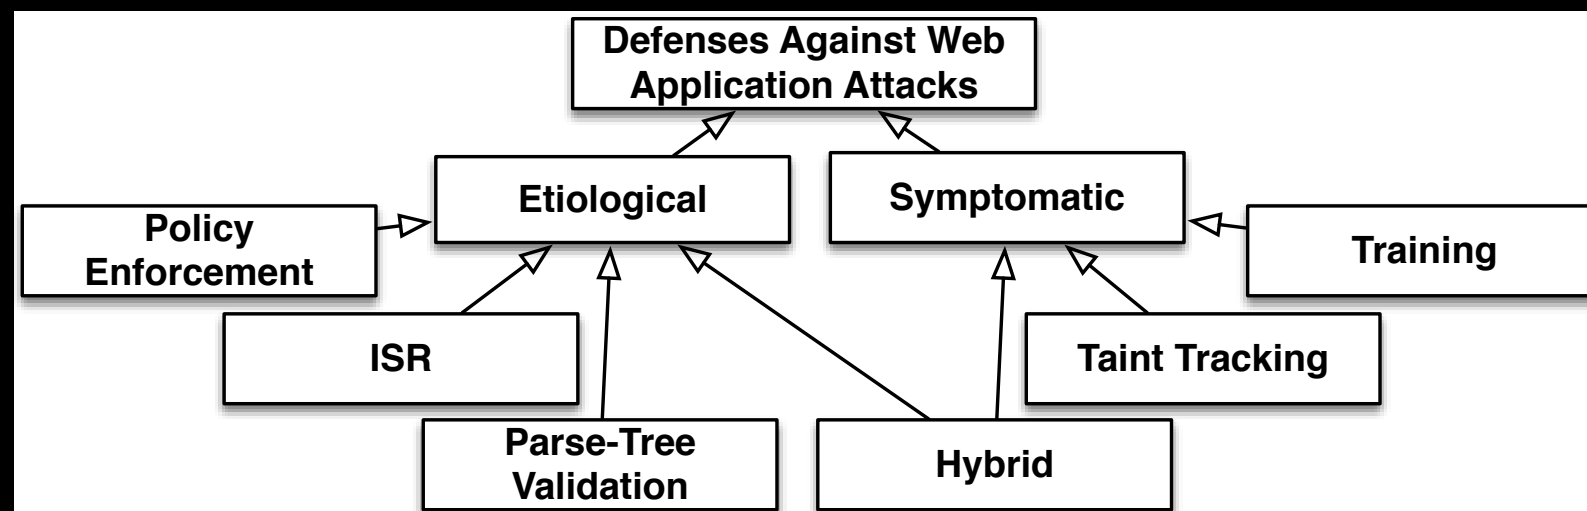 Defenses Against Web
Application Attacks
Etiological
Symptomatic
Policy
Enforcement
Training
ISR
Taint Tracking
Parse-Tree
Validation
Hybrid